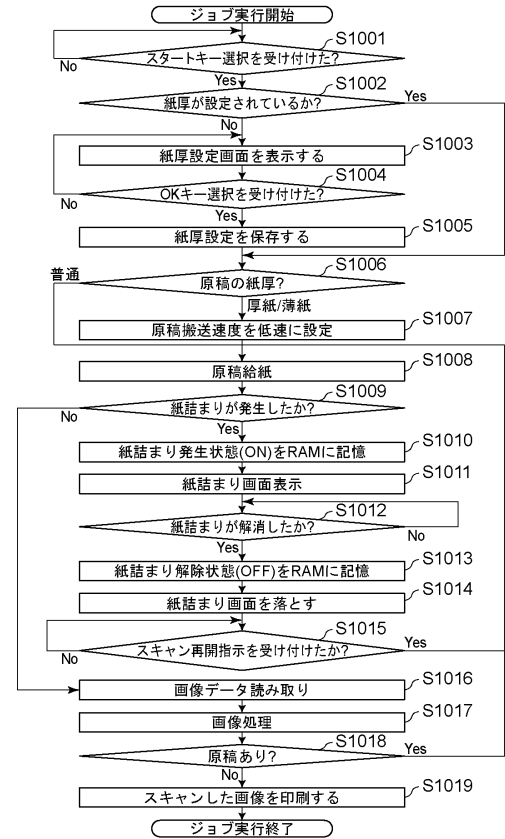 ジョブ実行開始
S1001
スタートキー選択を受け付けた?
No
Yes
S1002
紙厚が設定されているか?
Yes
No
S1003
紙厚設定画面を表示する
S1004
OKキー選択を受け付けた?
No
Yes
S1005
紙厚設定を保存する
S1006
普通
原稿の紙厚?
厚紙/薄紙
S1007
原稿搬送速度を低速に設定
S1008
原稿給紙
S1009
紙詰まりが発生したか?
No
Yes
S1010
紙詰まり発生状態(ON)をRAMに記憶
S1011
紙詰まり画面表示
S1012
紙詰まりが解消したか?
No
Yes
S1013
紙詰まり解除状態(OFF)をRAMに記憶
S1014
紙詰まり画面を落とす
S1015
スキャン再開指示を受け付けたか?
Yes
No
S1016
画像データ読み取り
S1017
画像処理
S1018
原稿あり?
Yes
No
S1019
スキャンした画像を印刷する
ジョブ実行終了